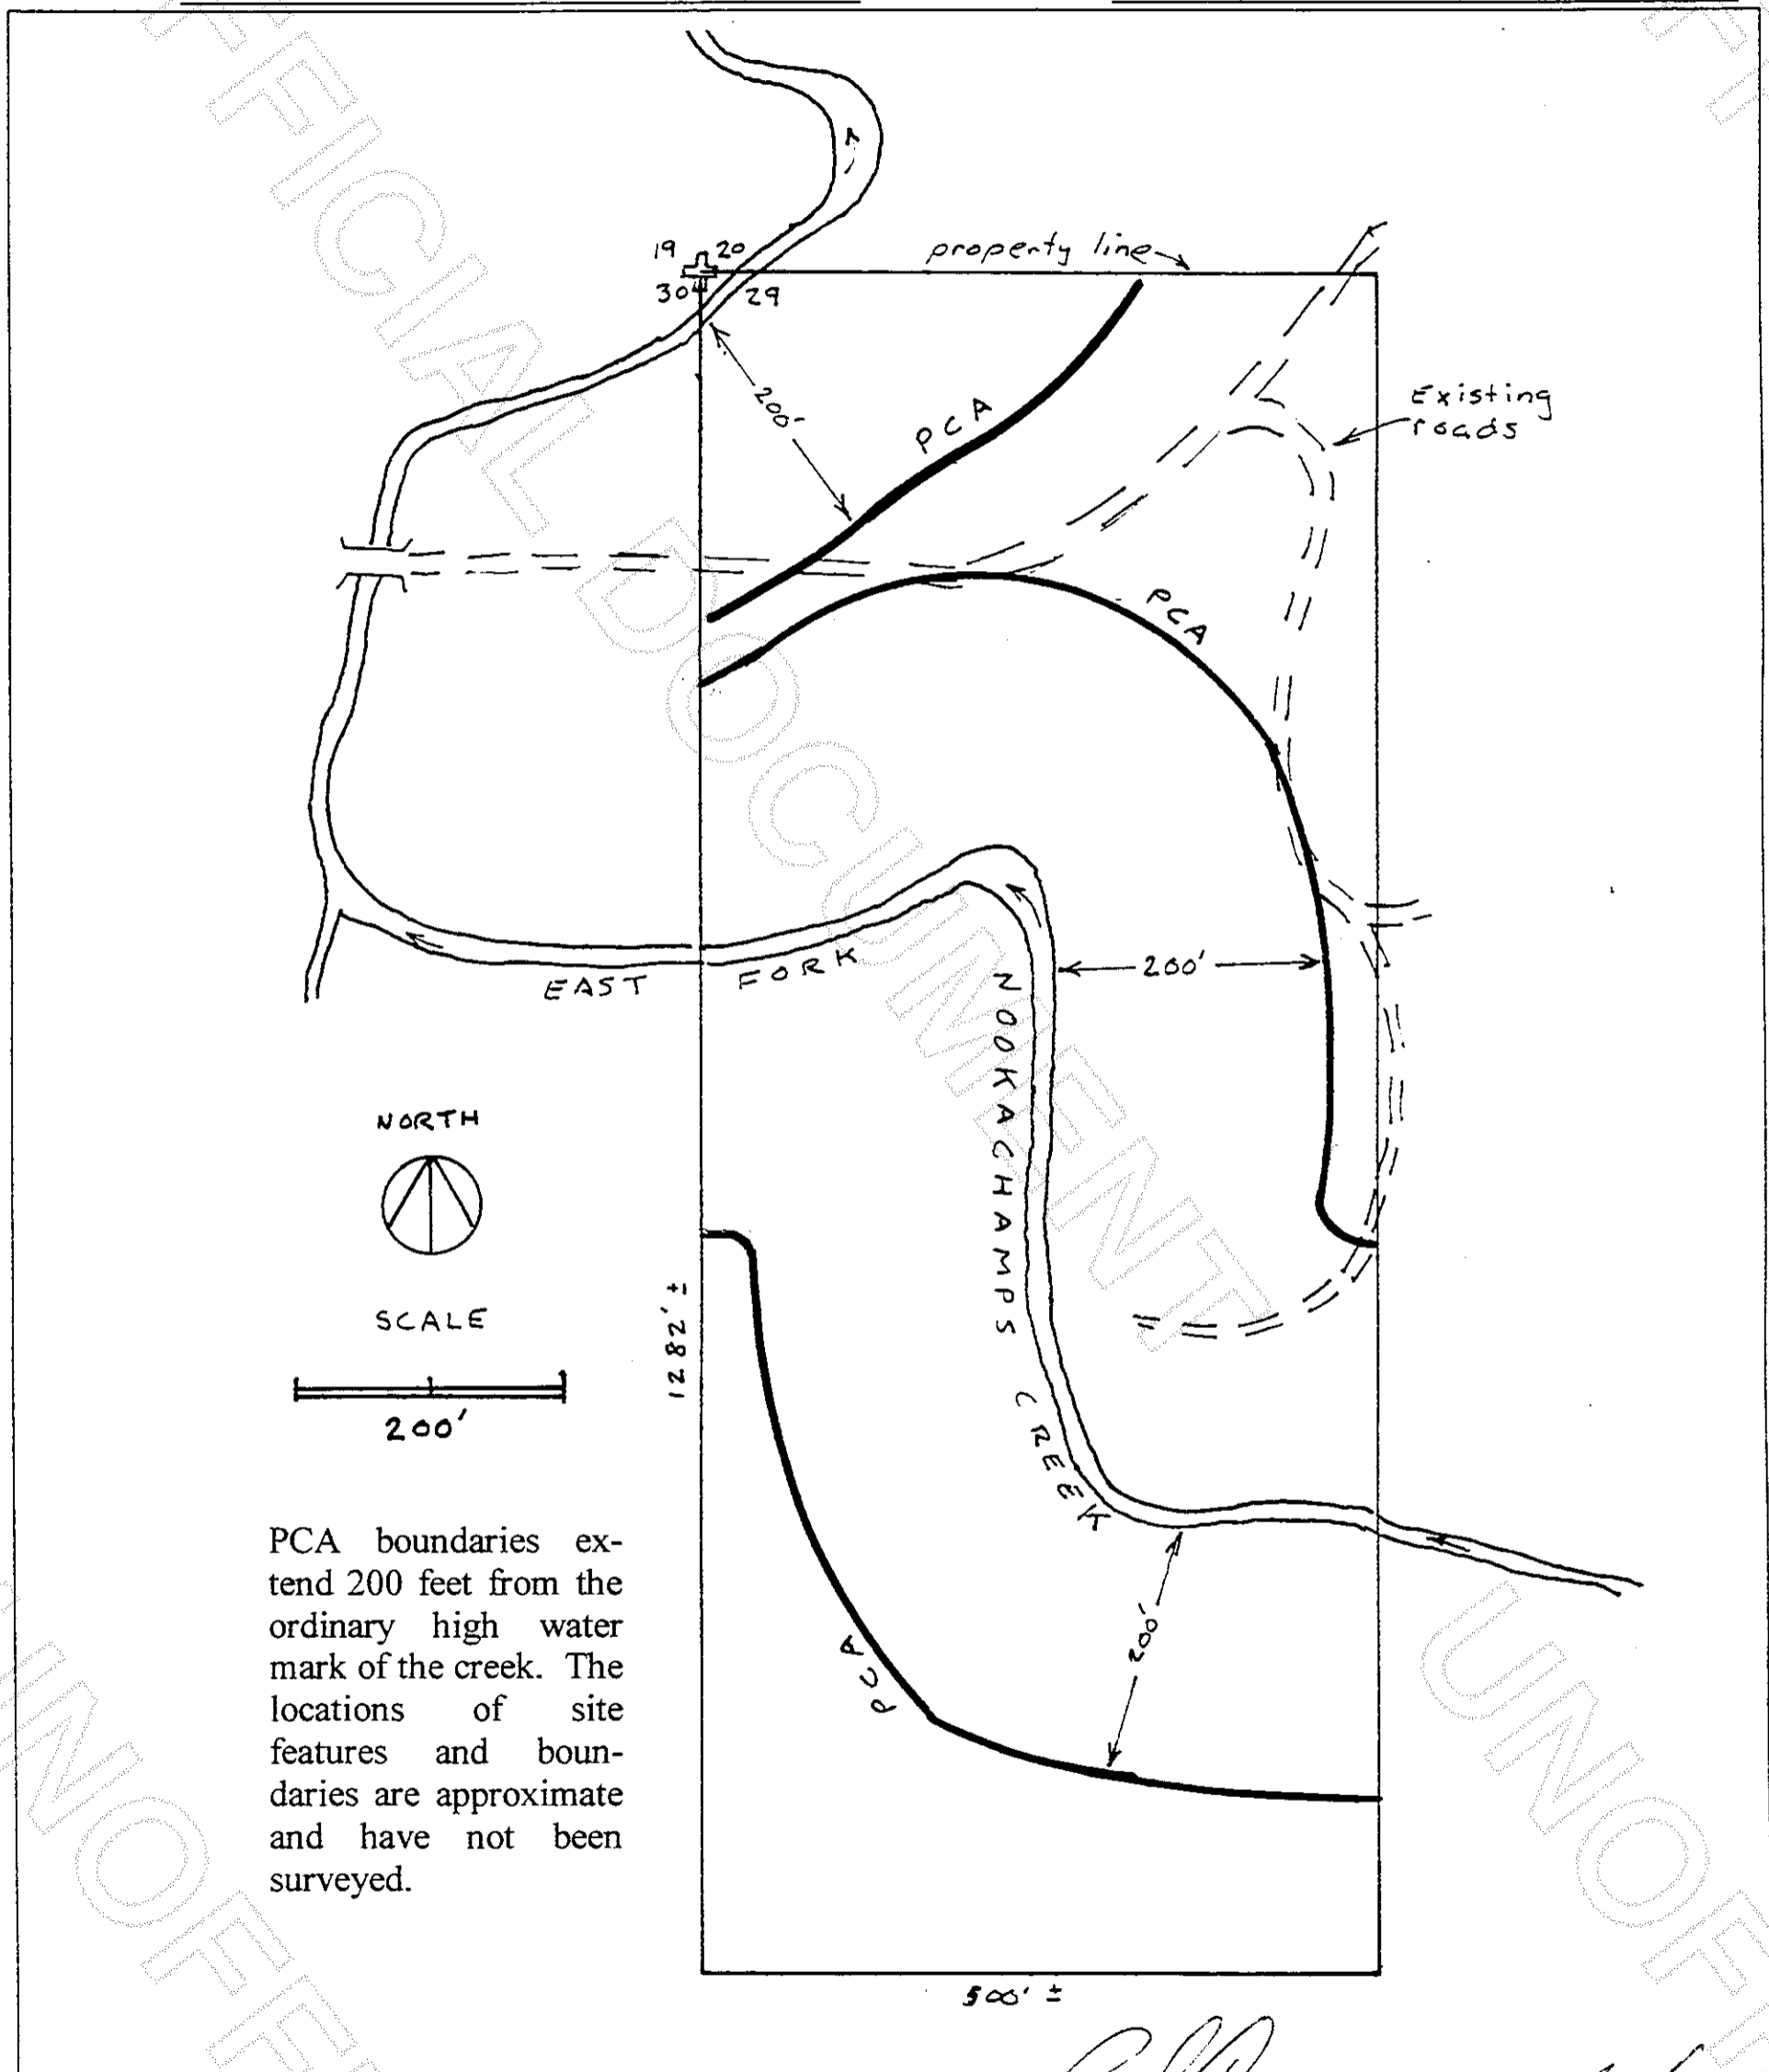 19 20
30 29
property line
200'
PCA
Existing
roads
PCA
EAST FORK
NOOKACHAMPS CREEK
200'
NORTH
SCALE
200'
1282' ±
PCA boundaries ex-
tend 200 feet from the
ordinary high water
mark of the creek. The
locations of site
features and boun-
daries are approximate
and have not been
surveyed.
PCA
200'
500' ±
UNOFFICIAL DOCUMENT